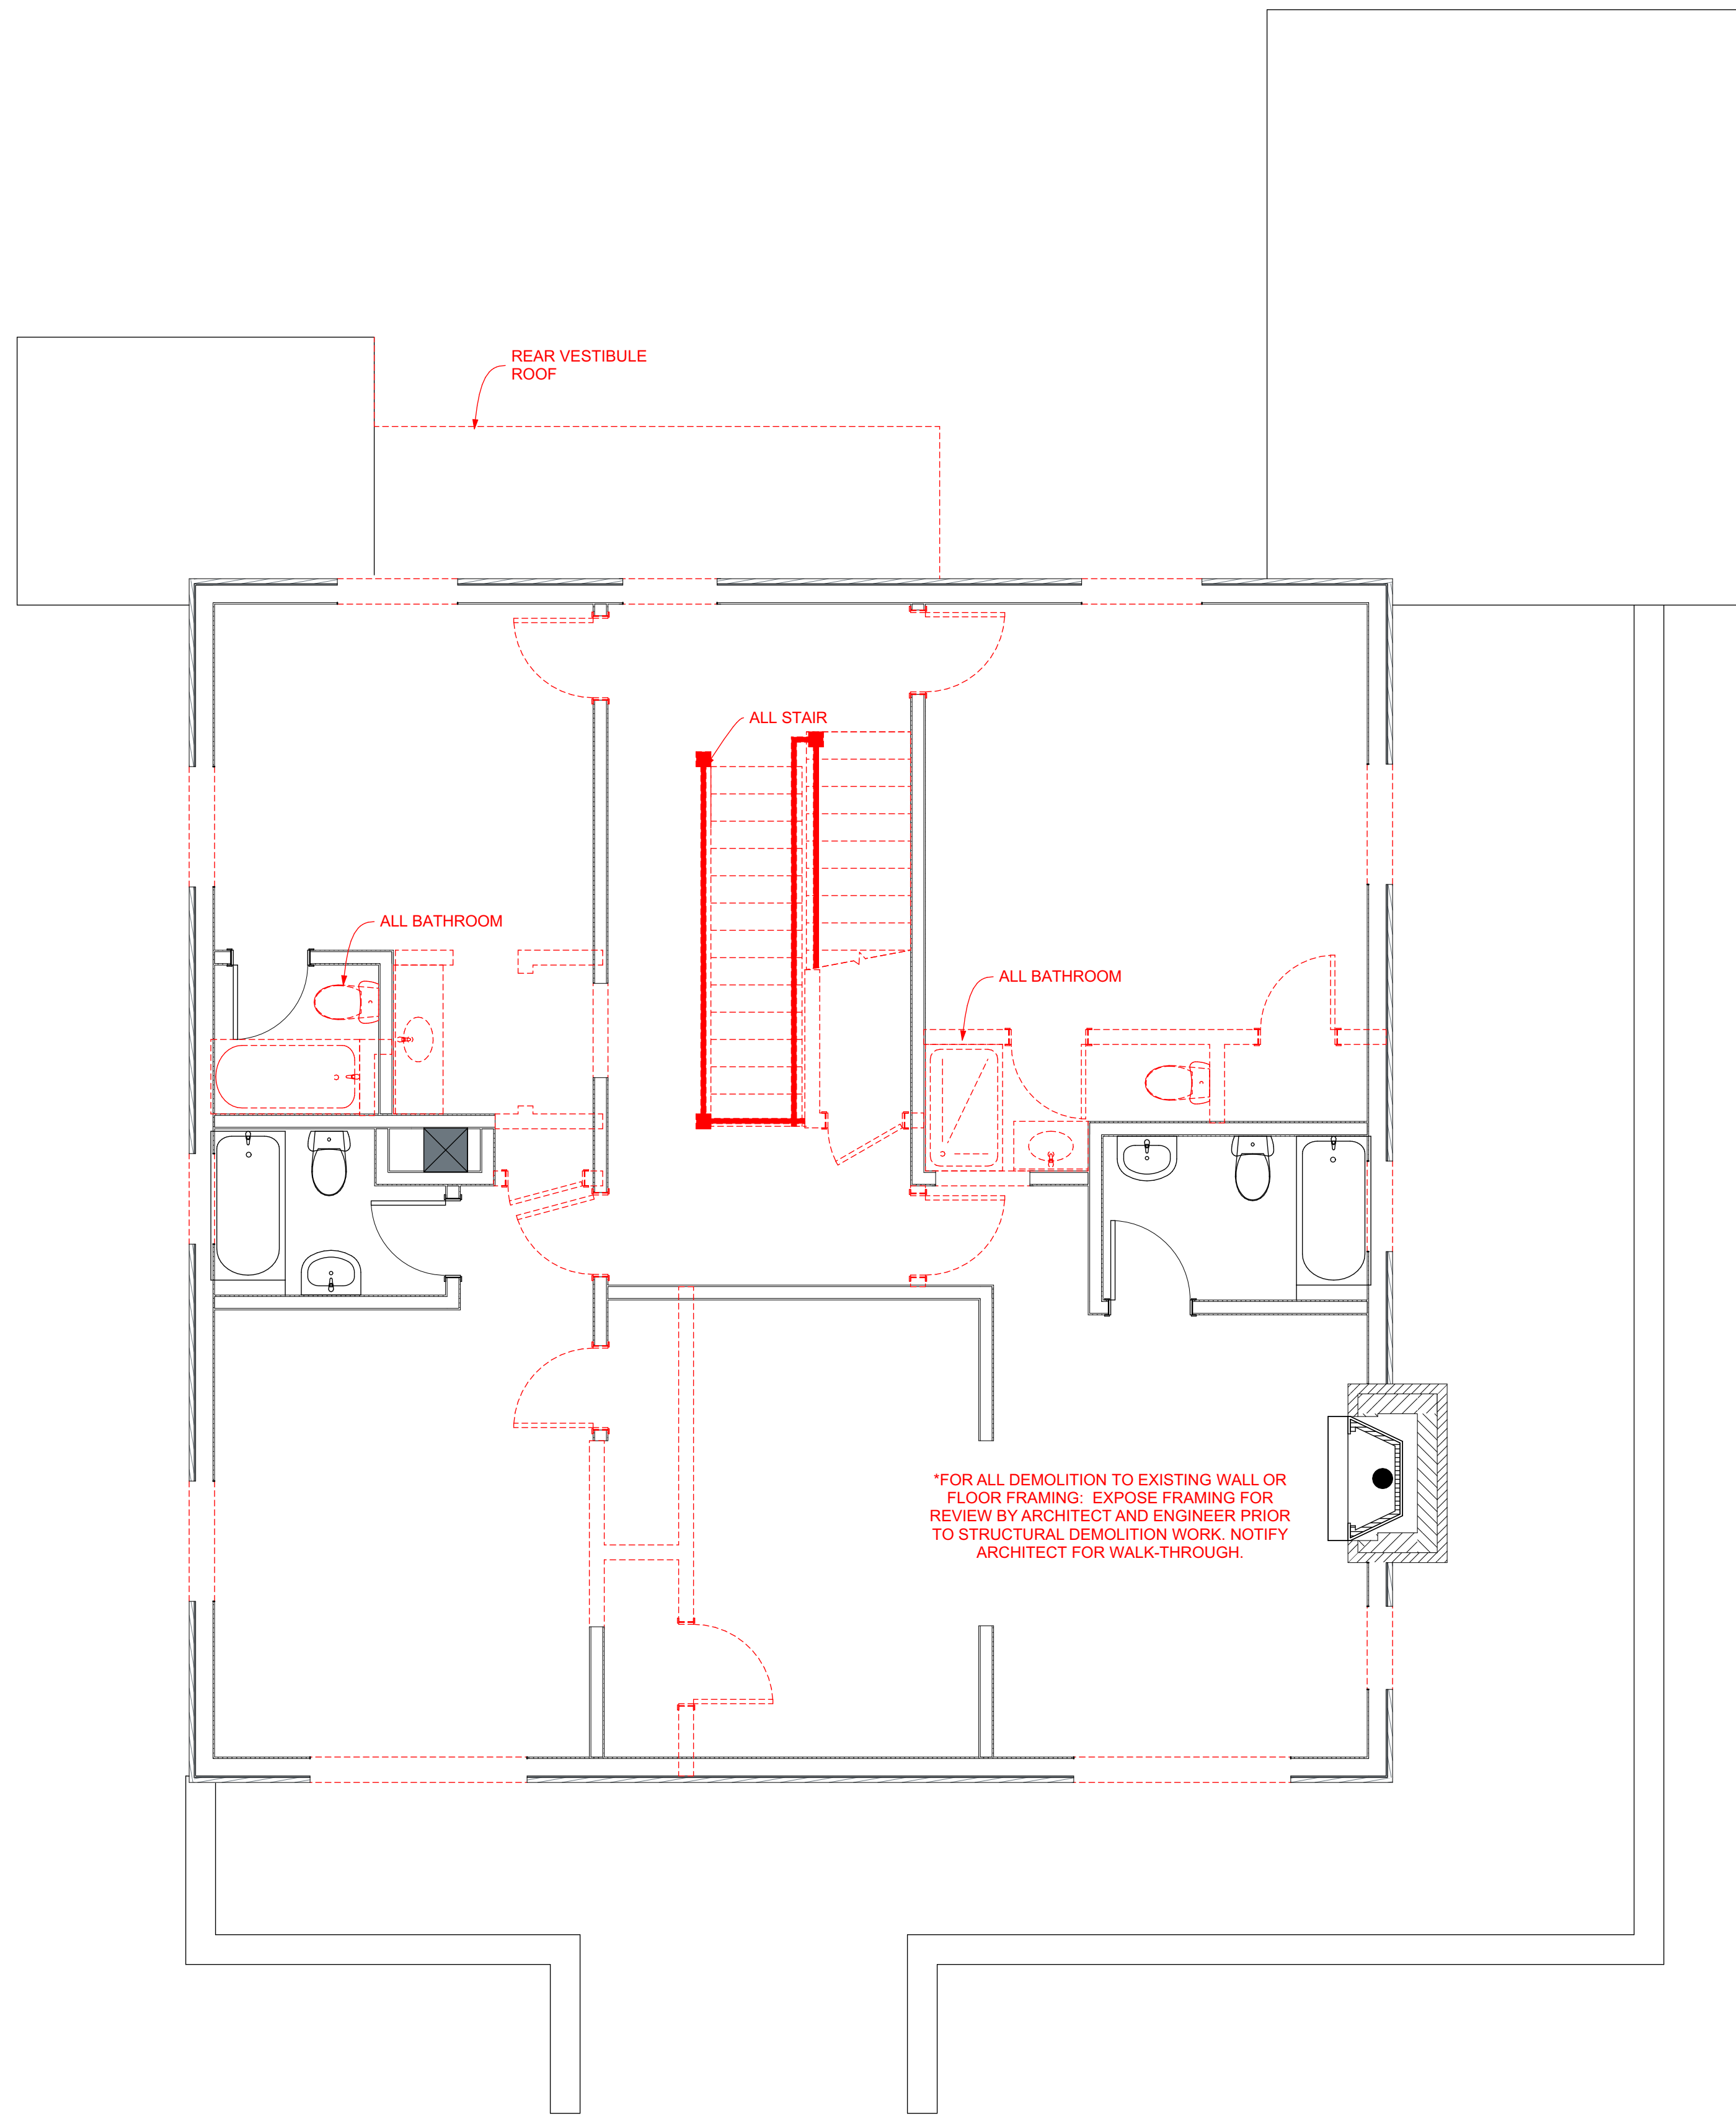 REAR VESTIBULE
ROOF
ALL STAIR
ALL BATHROOM
ALL BATHROOM
*FOR ALL DEMOLITION TO EXISTING WALL OR
FLOOR FRAMING: EXPOSE FRAMING FOR
REVIEW BY ARCHITECT AND ENGINEER PRIOR
TO STRUCTURAL DEMOLITION WORK. NOTIFY
ARCHITECT FOR WALK-THROUGH.